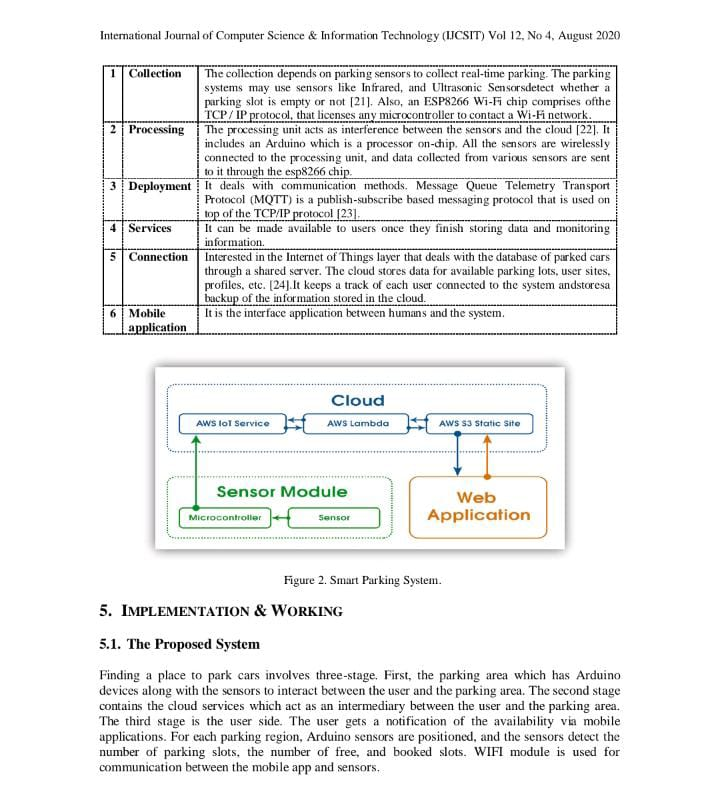 International Journal of Computer Science & Information Technology (IJCSIT) Vol 12, No 4, August 2020
1 Collection The collection depends on parking sensors to collect real-time parking. The parking
systems may use sensors like Infrared, and Ultrasonic Sensorsdetect whether a
parking slot is empty or not [21]. Also, an ESP8266 Wi-Fi chip comprises ofthe
TCP / IP protocol, that licenses any microcontroller to contact a Wi-Fi network.
2 Processing The processing unit acts as interference between the sensors and the cloud [22]. It
includes an Arduino which is a processor on-chip. All the sensors are wirelessly
connected to the processing unit, and data collected from various sensors are sent
to it through the esp8266 chip.
3 Deployment It deals with communication methods. Message Queue Telemetry Transport
Protocol (MQTT) is a publish-subscribe based messaging protocol that is used on
top of the TCP/IP protocol [23].
4 Services It can be made available to users once they finish storing data and monitoring
information.
5 Connection Interested in the Internet of Things layer that deals with the database of parked cars
through a shared server. The cloud stores data for available parking lots, user sites,
profiles, etc. [24].It keeps a track of each user connected to the system andstoresa
backup of the information stored in the cloud.
6 Mobile It is the interface application between humans and the system.
application
Cloud
AWS IoT Service AWS Lambda AWS S3 Static Site
Sensor Module
Microcontroller Sensor
Web
Application
Figure 2. Smart Parking System.
5. IMPLEMENTATION & WORKING
5.1. The Proposed System
Finding a place to park cars involves three-stage. First, the parking area which has Arduino
devices along with the sensors to interact between the user and the parking area. The second stage
contains the cloud services which act as an intermediary between the user and the parking area.
The third stage is the user side. The user gets a notification of the availability via mobile
applications. For each parking region, Arduino sensors are positioned, and the sensors detect the
number of parking slots, the number of free, and booked slots. WIFI module is used for
communication between the mobile app and sensors.